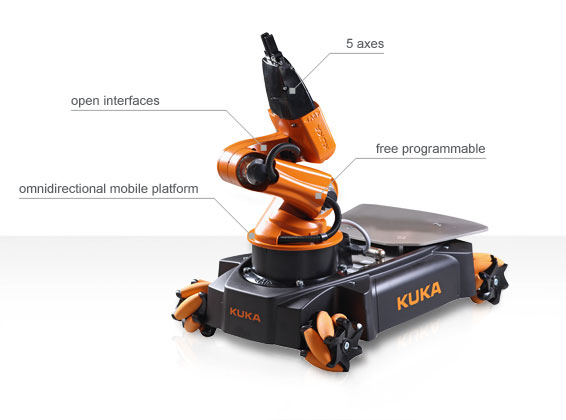 5 axes
open interfaces
free programmable
omnidirectional mobile platform
KUKA
KUKA